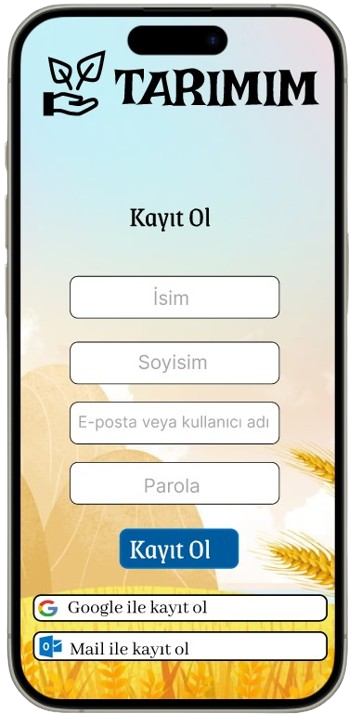 TARIMIM
Kayıt Ol
İsim
Soyisim
E-posta veya kullanıcı adı
Parola
Kayıt Ol
G Google ile kayıt ol
O Mail ile kayıt ol